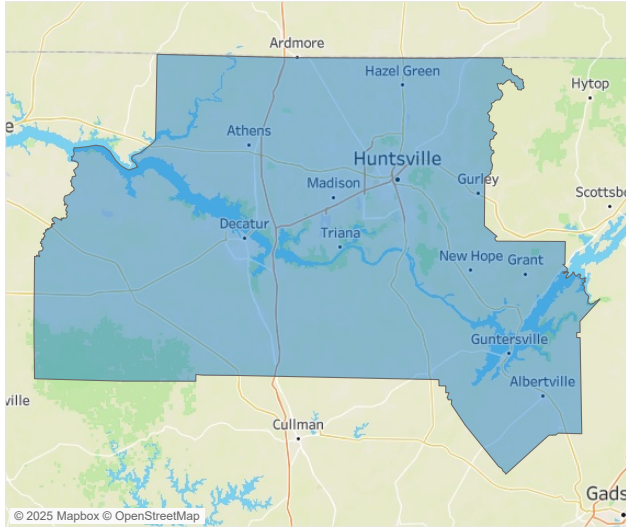 Ardmore
Hazel Green
Hytop
e
Athens
Huntsville
Madison
Gurley
Scottsbo
Decatur
Triana
New Hope
Grant
Guntersville
Albertville
ville
Cullman
Gads
© 2025 Mapbox © OpenStreetMap